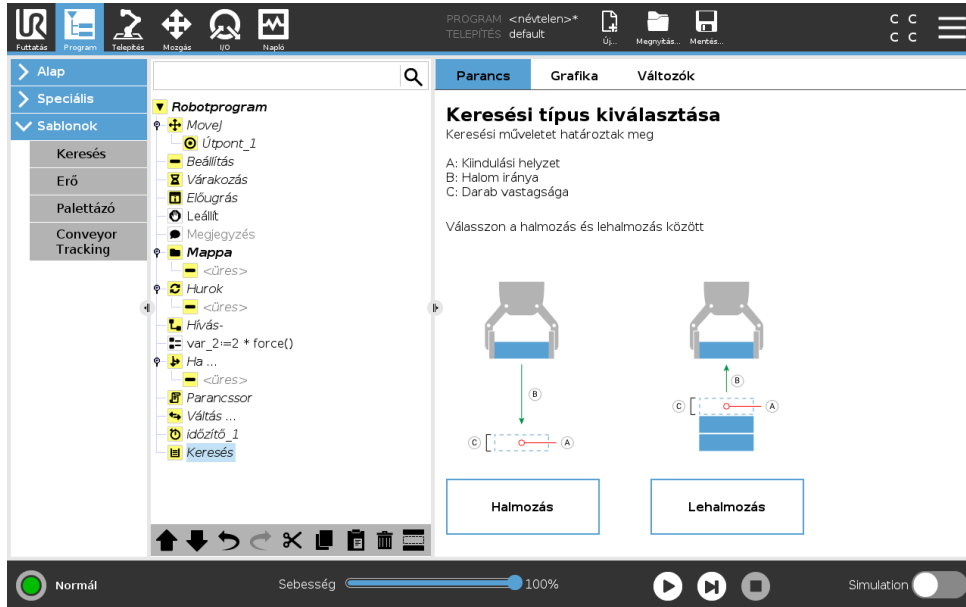 PROGRAM <névtelen>*
TELEPÍTÉS default
Futtatás Program Telepítés Mozgás I/O Napló
Új... Megnyitás... Mentés...
C C
C C
Alap
Speciális
Sablonok
Keresés
Erő
Palettázó
Conveyor
Tracking
Robotprogram
MoveJ
Útpont_1
Beállítás
Várakozás
Előugrás
Leállít
Megjegyzés
Mappa
<üres>
Hurok
<üres>
Hívás-
var_2:=2 * force()
Ha ...
<üres>
Parancssor
Váltás ...
időzítő_1
Keresés
Parancs Grafika Változók
Keresési típus kiválasztása
Keresési műveletet határoztak meg
A: Kiindulási helyzet
B: Halom iránya
C: Darab vastagsága
Válasszon a halmozás és lehalmozás között
B
C A
B
C A
Halmozás Lehalmozás
Normál Sebesség 100% Simulation